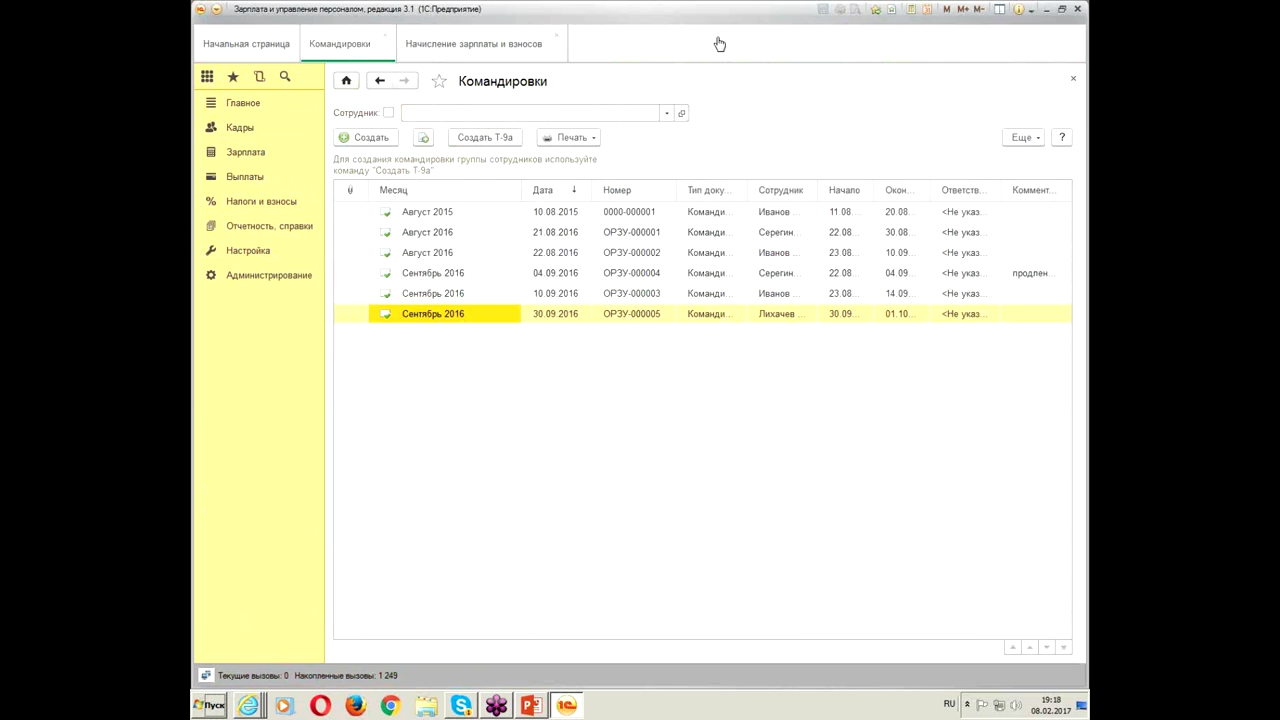 Зарплата и управление персоналом, редакция 3.1 (1С:Предприятие)
M M+ M-
Начальная страница
Командировки
Начисление зарплаты и взносов
Главное
Кадры
Зарплата
Выплаты
Налоги и взносы
Отчетность, справки
Настройка
Администрирование
Командировки
Сотрудник:
Создать
Создать Т-9а
Печать
Еще
?
Для создания командировки группы сотрудников используйте
команду "Создать Т-9а"
Месяц Дата Номер Тип доку... Сотрудник Начало Окон... Ответств... Коммент...
Август 2015 10.08.2015 0000-000001 Команди... Иванов ... 11.08... 20.08... <Не указ...
Август 2016 21.08.2016 ОРЗУ-000001 Команди... Серегин... 22.08... 30.08... <Не указ...
Август 2016 22.08.2016 ОРЗУ-000002 Команди... Иванов ... 23.08... 10.09... <Не указ...
Сентябрь 2016 04.09.2016 ОРЗУ-000004 Команди... Серегин... 22.08... 04.09... <Не указ... продлен...
Сентябрь 2016 10.09.2016 ОРЗУ-000003 Команди... Иванов ... 23.08... 14.09... <Не указ...
Сентябрь 2016 30.09.2016 ОРЗУ-000005 Команди... Лихачев ... 30.09... 01.10... <Не указ...
Текущие вызовы: 0 Накопленные вызовы: 1 249
Пуск
RU
19:18
08.02.2017